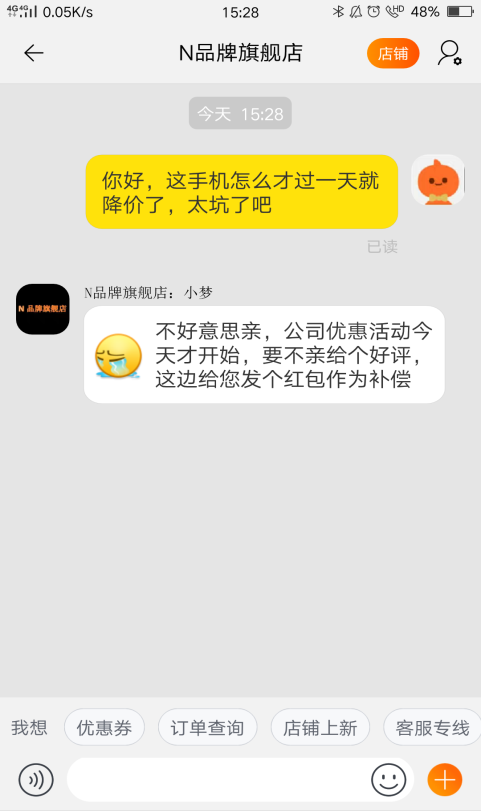 4G 4G 0.05K/s 15:28 HD 48%
N品牌旗舰店
店铺
今天 15:28
你好，这手机怎么才过一天就
降价了，太坑了吧
已读
N品牌旗舰店：小梦
N 品牌旗舰店
不好意思亲，公司优惠活动今
天才开始，要不亲给个好评，
这边给您发个红包作为补偿
我想 优惠券 订单查询 店铺上新 客服专线